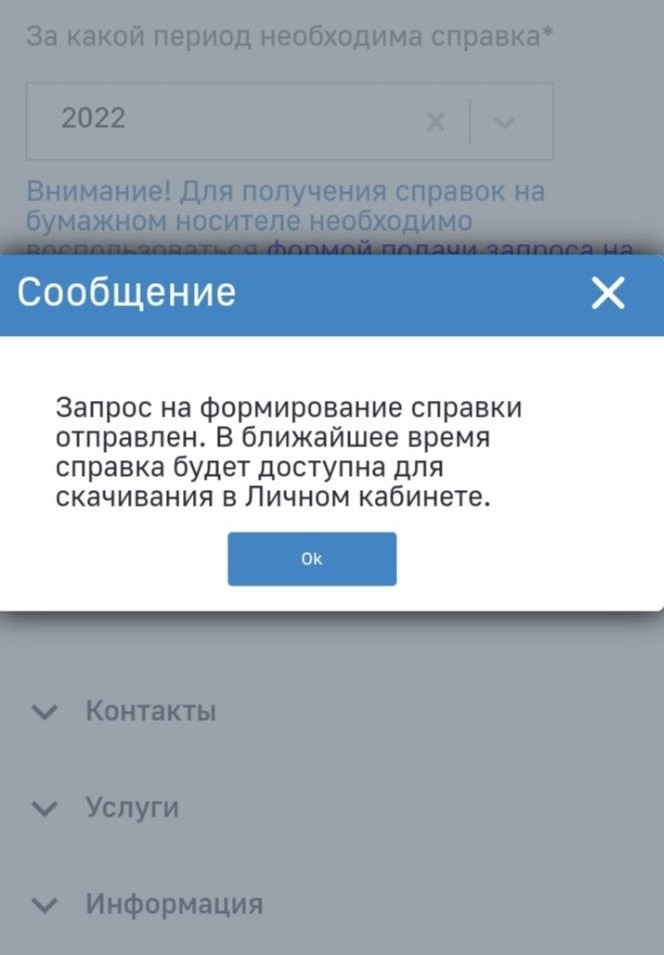 За какой период необходима справка*
2022
Внимание! Для получения справок на
бумажном носителе необходимо
воспользоваться формой подачи запроса на
Сообщение
Запрос на формирование справки
отправлен. В ближайшее время
справка будет доступна для
скачивания в Личном кабинете.
Ok
Контакты
Услуги
Информация